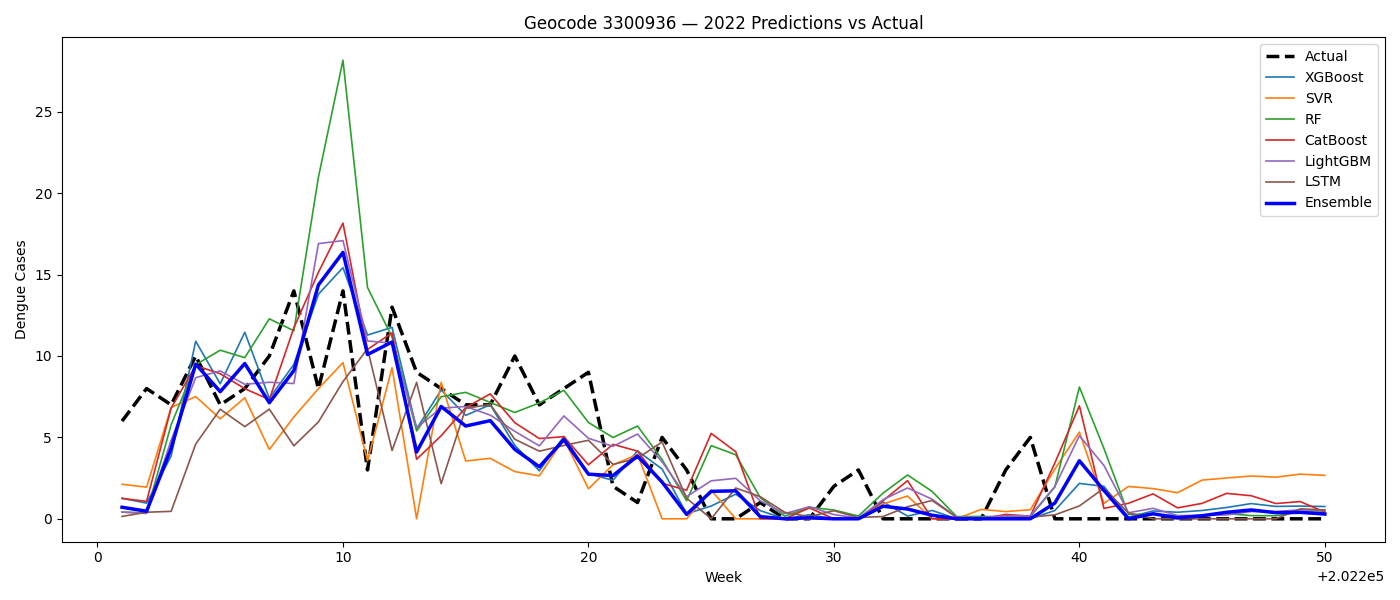 Geocode 3300936 — 2022 Predictions vs Actual
Dengue Cases
25
20
15
10
5
0
Actual
XGBoost
SVR
RF
CatBoost
LightGBM
LSTM
Ensemble
0 10 20 30 40 50
Week
+2.022e5